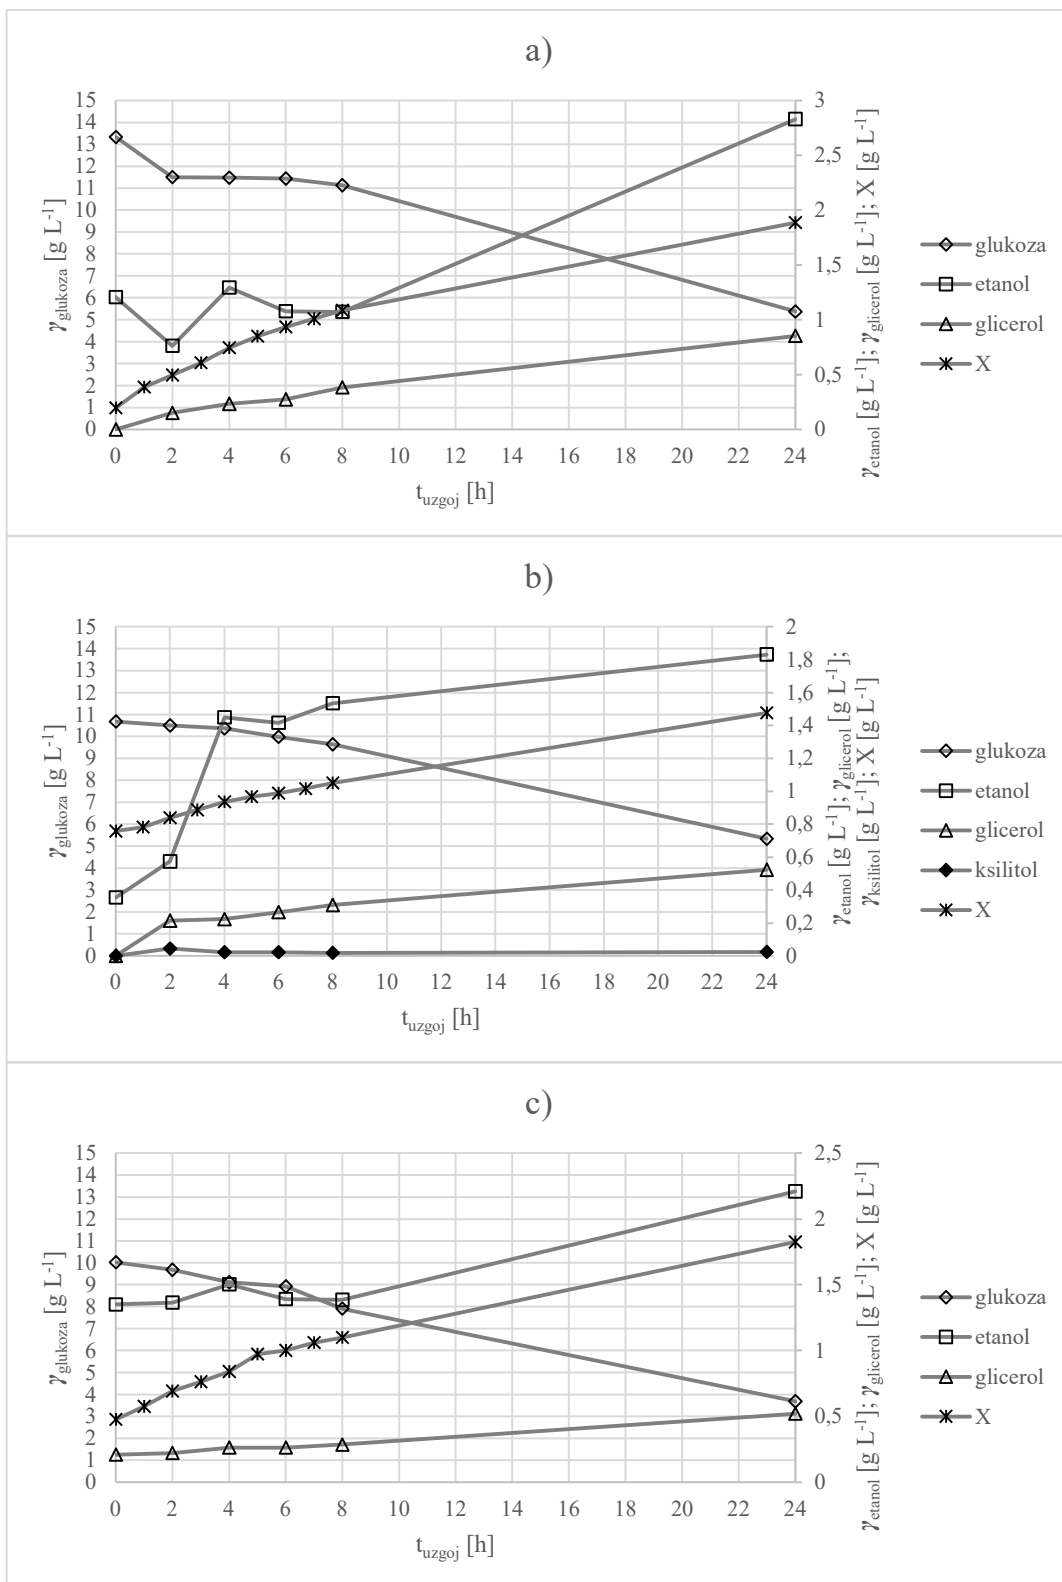 a)
15
14
13
12
11
10
9
8
7
6
5
4
3
2
1
0
3
2,5
2
1,5
1
0,5
0
0 2 4 6 8 10 12 14 16 18 20 22 24
γglukoza [g L-1]
γetanol [g L-1]; γglicerol [g L-1]; X [g L-1]
tuzgoj [h]
glukoza
etanol
glicerol
X
b)
15
14
13
12
11
10
9
8
7
6
5
4
3
2
1
0
2
1,8
1,6
1,4
1,2
1
0,8
0,6
0,4
0,2
0
0 2 4 6 8 10 12 14 16 18 20 22 24
γglukoza [g L-1]
γetanol [g L-1]; γglicerol [g L-1];
γksilitol [g L-1]; X [g L-1]
tuzgoj [h]
glukoza
etanol
glicerol
ksilitol
X
c)
15
14
13
12
11
10
9
8
7
6
5
4
3
2
1
0
2,5
2
1,5
1
0,5
0
0 2 4 6 8 10 12 14 16 18 20 22 24
γglukoza [g L-1]
γetanol [g L-1]; γglicerol [g L-1]; X [g L-1]
tuzgoj [h]
glukoza
etanol
glicerol
X